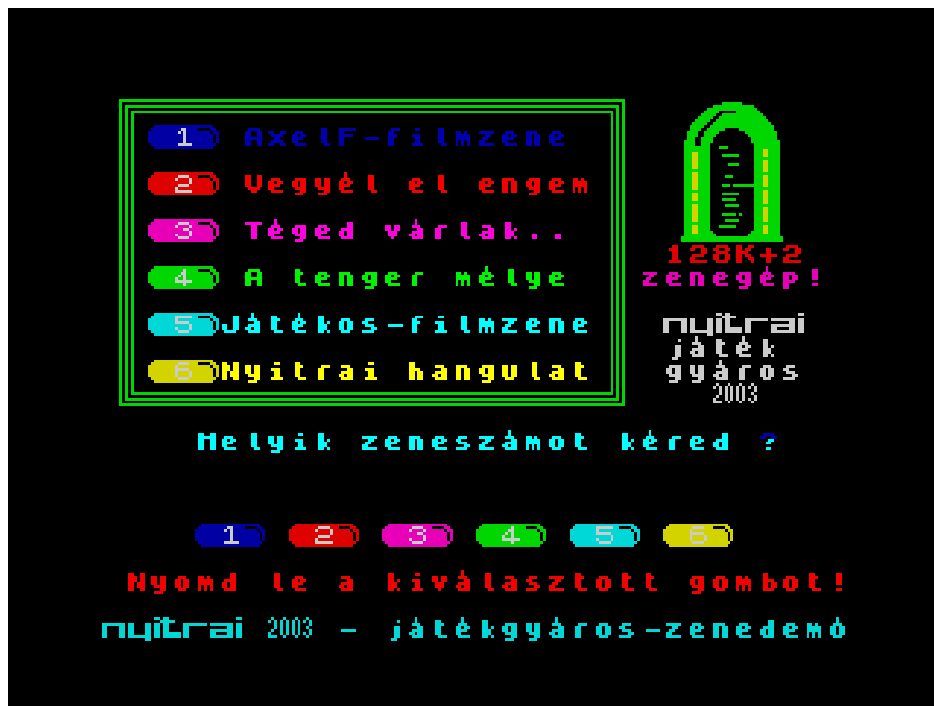 1 AxelF-filmzene
2 Vegyél el engem
3 Téged várlak..
4 A tenger mélye
5 Játékos-filmzene
6 Nyitrai hangulat
128K+2
zenegép!
nyitrai
játék
gyáros
2003
Melyik zeneszámot kéred ?
1 2 3 4 5 6
Nyomd le a kiválasztott gombot!
nyitrai 2003 - játékgyáros-zenedemó